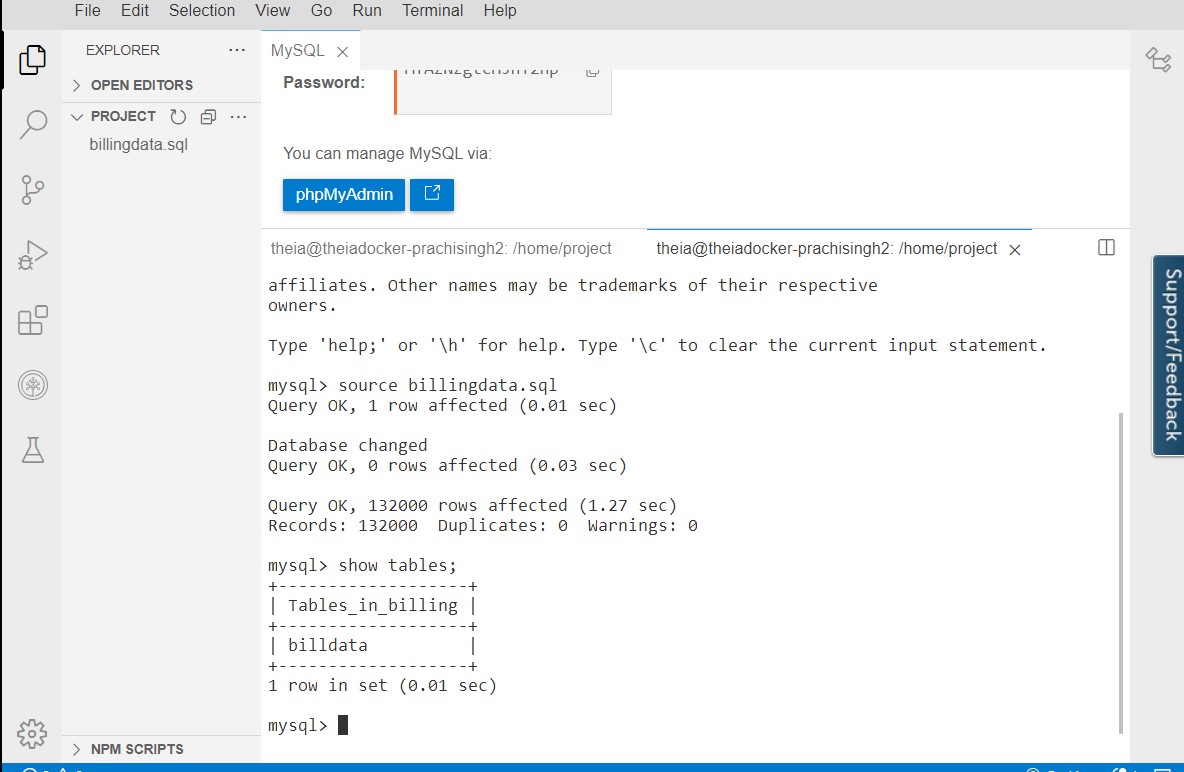 File Edit Selection View Go Run Terminal Help
EXPLORER
OPEN EDITORS
PROJECT
billingdata.sql
NPM SCRIPTS
MySQL
Password:
You can manage MySQL via:
phpMyAdmin
theia@theiadocker-prachisingh2: /home/project
theia@theiadocker-prachisingh2: /home/project
affiliates. Other names may be trademarks of their respective
owners.
Type 'help;' or '\h' for help. Type '\c' to clear the current input statement.
mysql> source billingdata.sql
Query OK, 1 row affected (0.01 sec)
Database changed
Query OK, 0 rows affected (0.03 sec)
Query OK, 132000 rows affected (1.27 sec)
Records: 132000  Duplicates: 0  Warnings: 0
mysql> show tables;
+-------------------+
| Tables_in_billing |
+-------------------+
| billdata          |
+-------------------+
1 row in set (0.01 sec)
mysql>
Support/Feedback